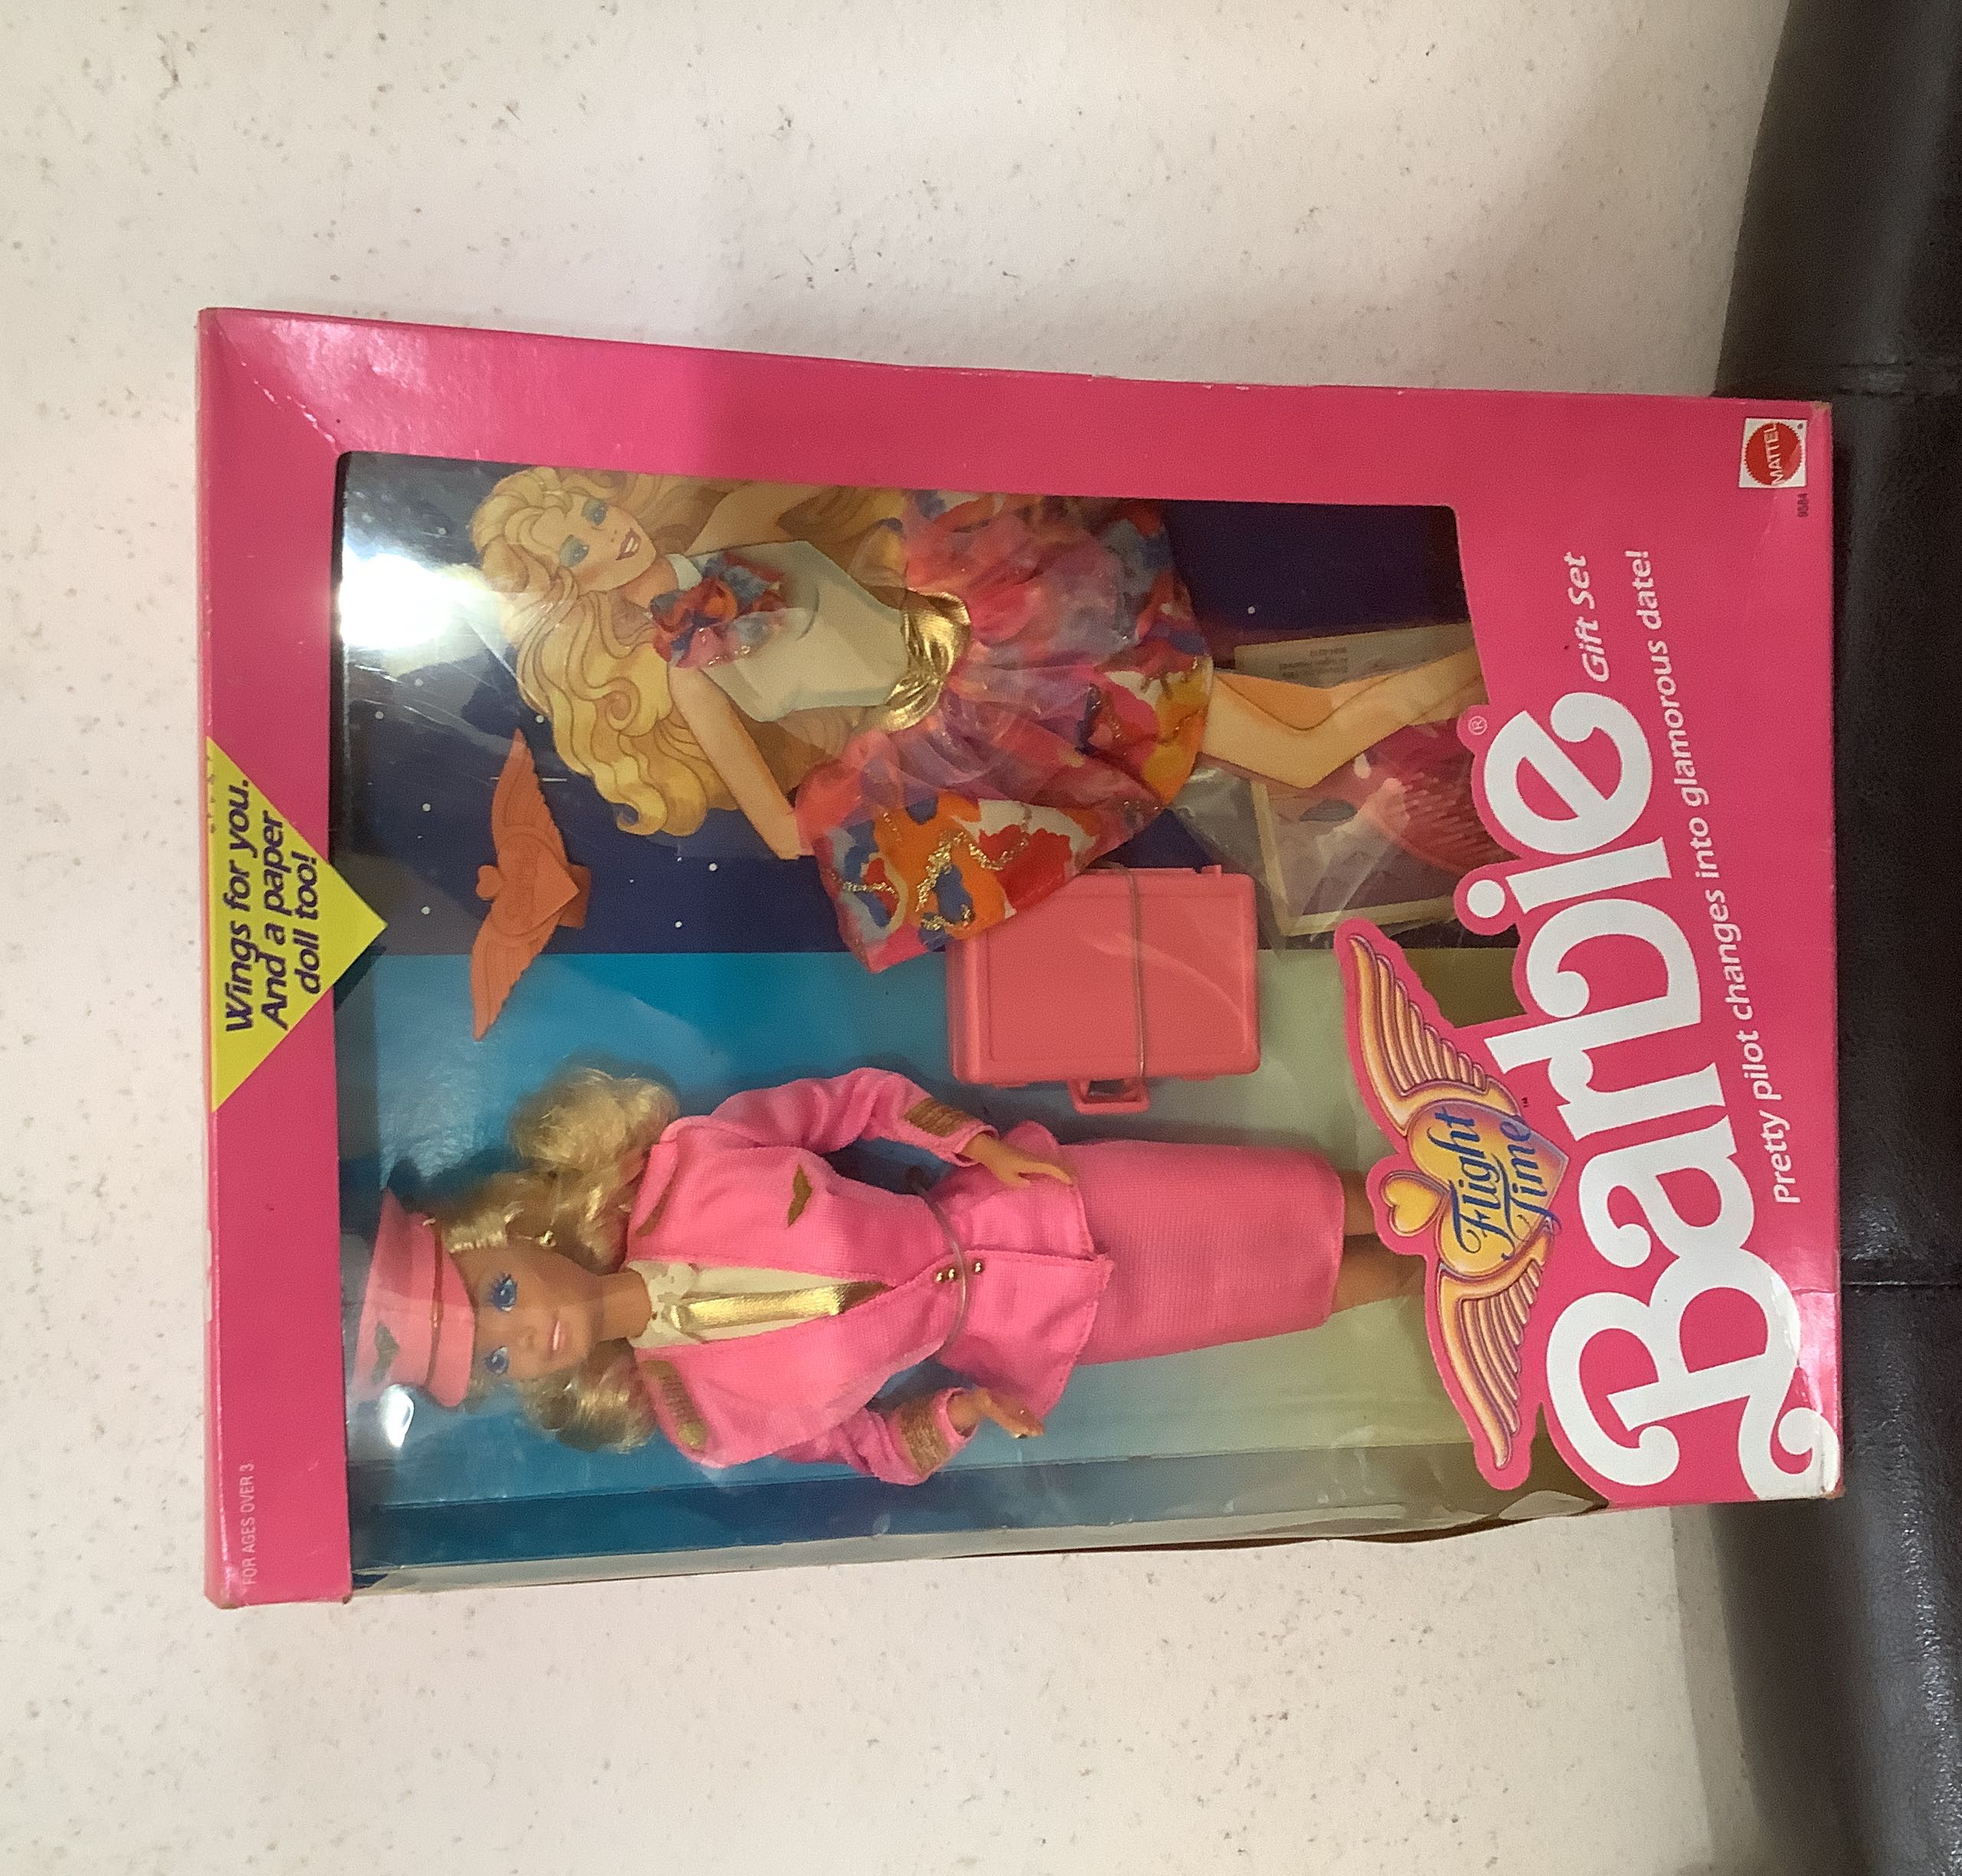 Wings for you.
And a paper
doll too!
FOR AGES OVER 3
Flight
Time™
Barbie® Gift Set
Pretty pilot changes into glamorous date!
9584
MATTEL